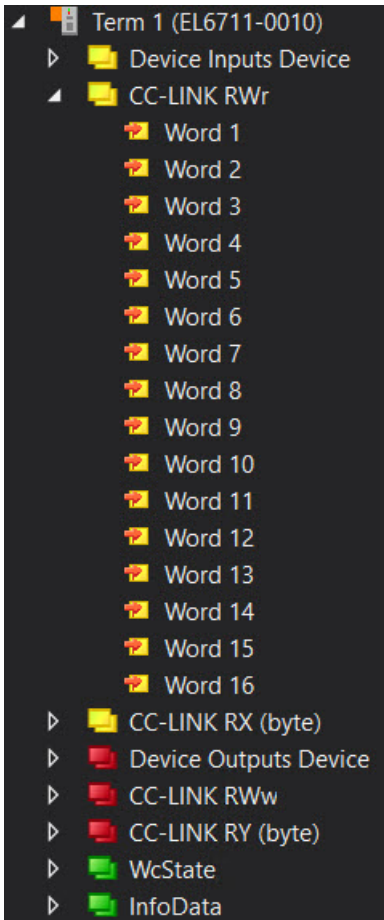 Term 1 (EL6711-0010)
Device Inputs Device
CC-LINK RWr
Word 1
Word 2
Word 3
Word 4
Word 5
Word 6
Word 7
Word 8
Word 9
Word 10
Word 11
Word 12
Word 13
Word 14
Word 15
Word 16
CC-LINK RX (byte)
Device Outputs Device
CC-LINK RWw
CC-LINK RY (byte)
WcState
InfoData